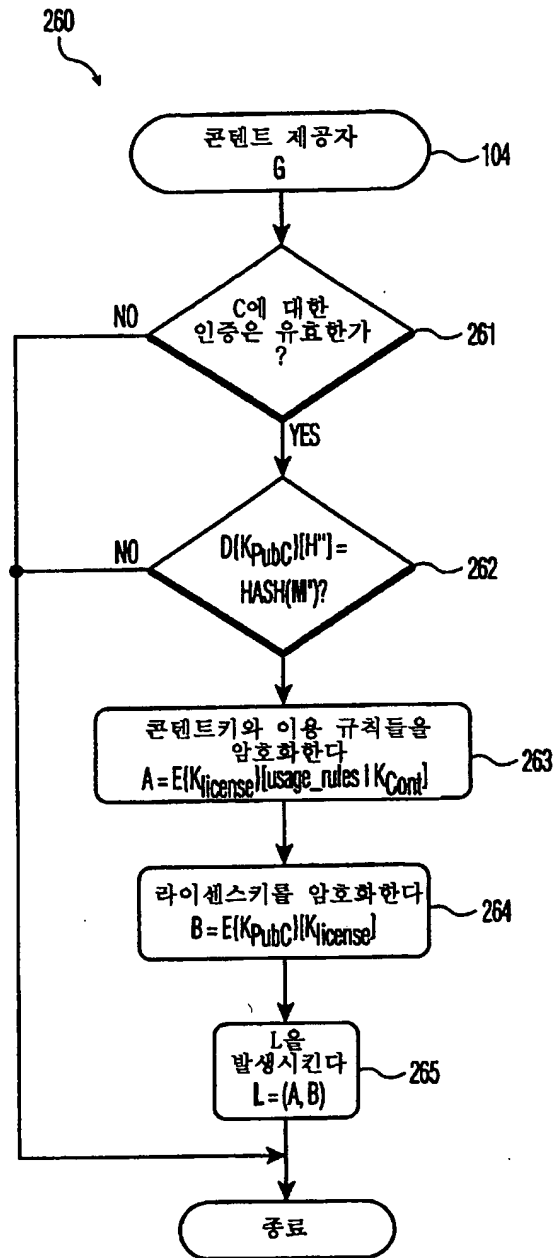 260
콘텐트 제공자
G
104
C에 대한
인증은 유효한가
?
261
NO
YES
D{KPubC}[H"] =
HASH(M')?
262
NO
콘텐트키와 이용 규칙들을
암호화한다
A = E{Klicense}[usage_rules | KCont]
263
라이센스키를 암호화한다
B = E{KPubC}[Klicense]
264
L을
발생시킨다
L = (A, B)
265
종료